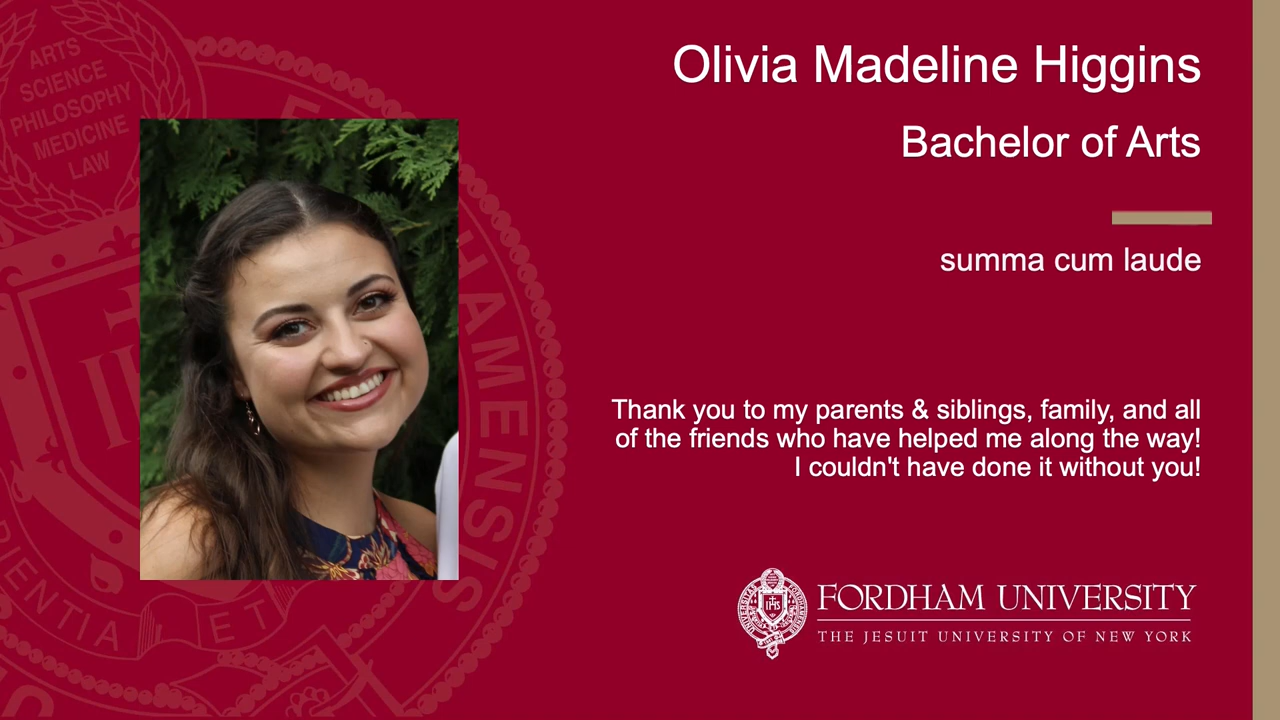 Olivia Madeline Higgins
Bachelor of Arts
summa cum laude
Thank you to my parents & siblings, family, and all
of the friends who have helped me along the way!
I couldn't have done it without you!
FORDHAM UNIVERSITY
THE JESUIT UNIVERSITY OF NEW YORK
ARTS
SCIENCE
PHILOSOPHY
MEDICINE
LAW
HAMENSIS
ET